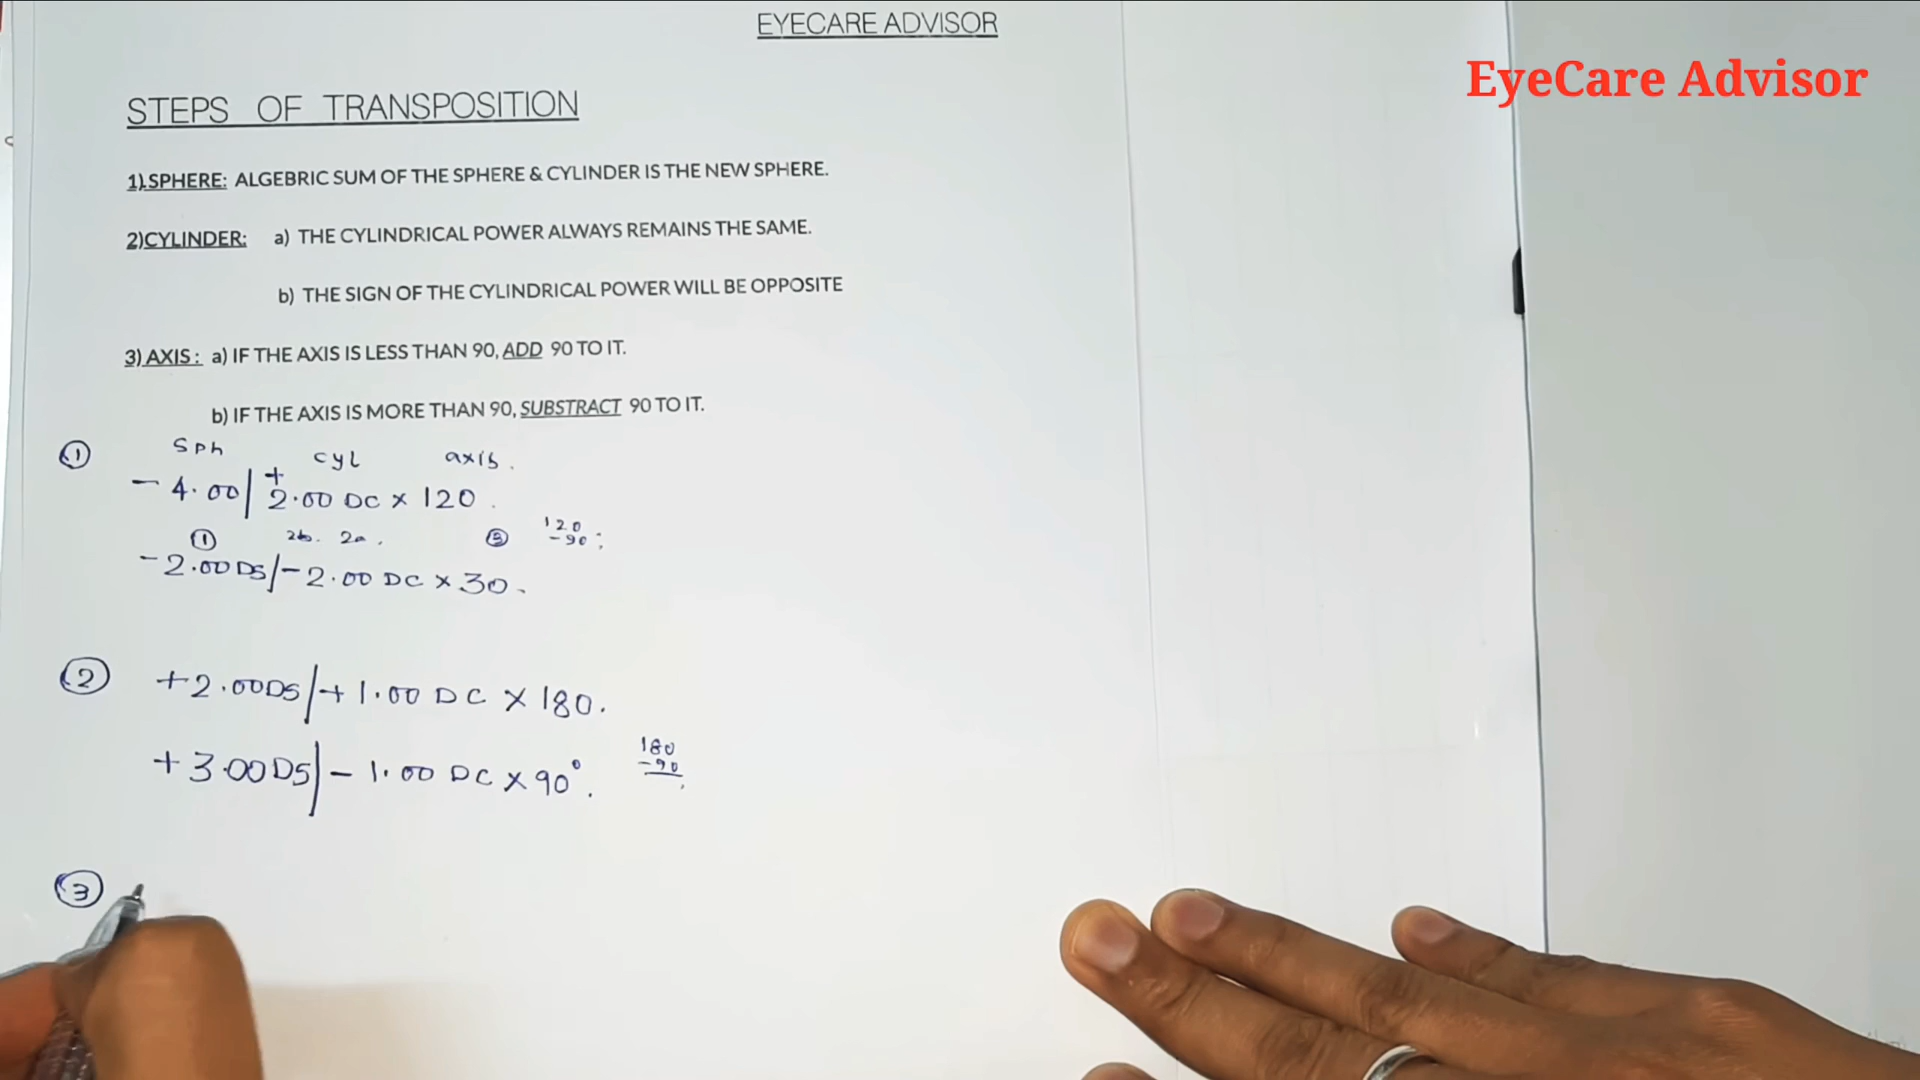 EYECARE ADVISOR
EyeCare Advisor
STEPS OF TRANSPOSITION
1).SPHERE: ALGEBRIC SUM OF THE SPHERE & CYLINDER IS THE NEW SPHERE.
2)CYLINDER: a) THE CYLINDRICAL POWER ALWAYS REMAINS THE SAME.
b) THE SIGN OF THE CYLINDRICAL POWER WILL BE OPPOSITE
3) AXIS : a) IF THE AXIS IS LESS THAN 90, ADD 90 TO IT.
b) IF THE AXIS IS MORE THAN 90, SUBSTRACT 90 TO IT.
① Sph cyl axis.
- 4.00 | + 2.00 DC × 120.
① 2b. 2a. ③ 120
- 90 :
- 2.00 DS/- 2.00 DC × 30.
② +2.00DS/+ 1.00 DC × 180.
180
+ 3.00DS| - 1.00 DC × 90°. -90
③